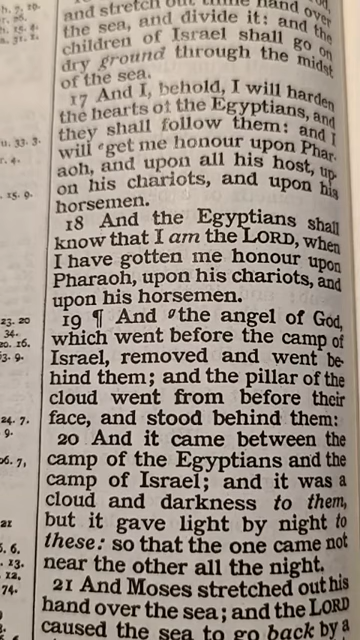 and stretch out thine hand over
the sea, and divide it: and the
children of Israel shall go on
dry ground through the midst
of the sea.
17 And I, behold, I will harden
the hearts of the Egyptians, and
they shall follow them: and I
will get me honour upon Phar-
aoh, and upon all his host, up-
on his chariots, and upon his
horsemen.
18 And the Egyptians shall
know that I am the LORD, when
I have gotten me honour upon
Pharaoh, upon his chariots, and
upon his horsemen.
19 ¶ And the angel of God,
which went before the camp of
Israel, removed and went be-
hind them; and the pillar of the
cloud went from before their
face, and stood behind them:
20 And it came between the
camp of the Egyptians and the
camp of Israel; and it was a
cloud and darkness to them,
but it gave light by night to
these: so that the one came not
near the other all the night.
21 And Moses stretched out his
hand over the sea; and the LORD
caused the sea to go back by a